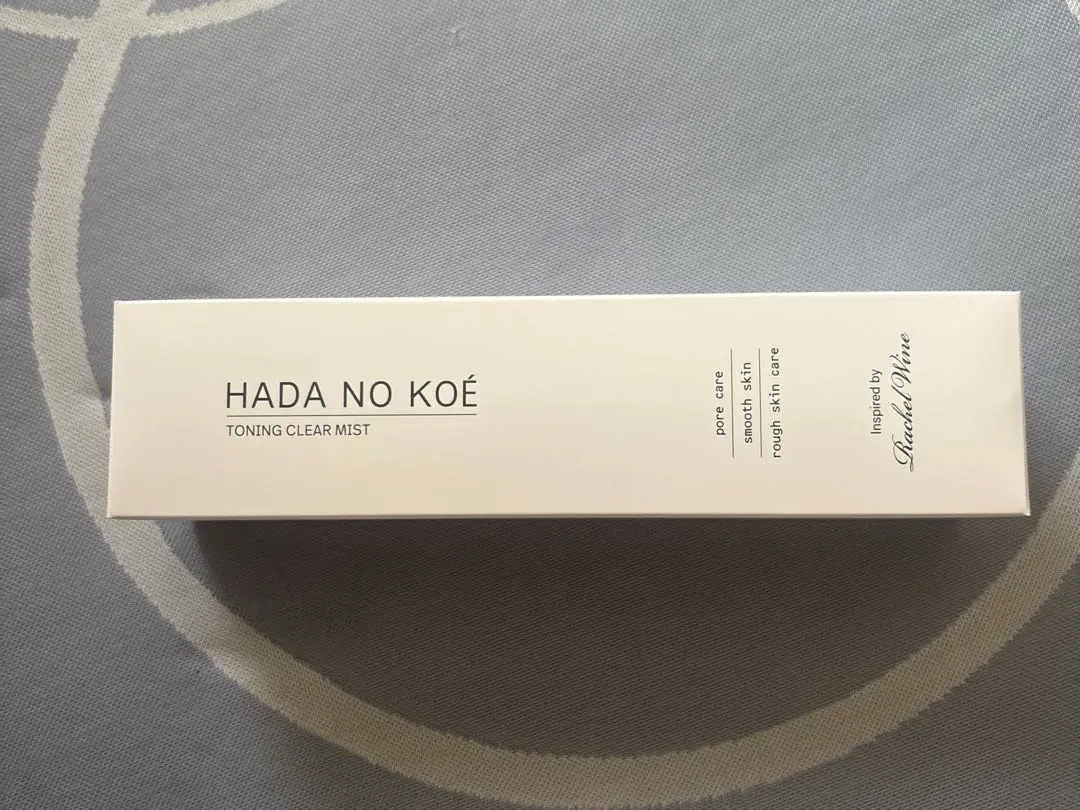 HADA NO KOÉ
TONING CLEAR MIST
pore care
smooth skin
rough skin care
Inspired by
Rachel Wine